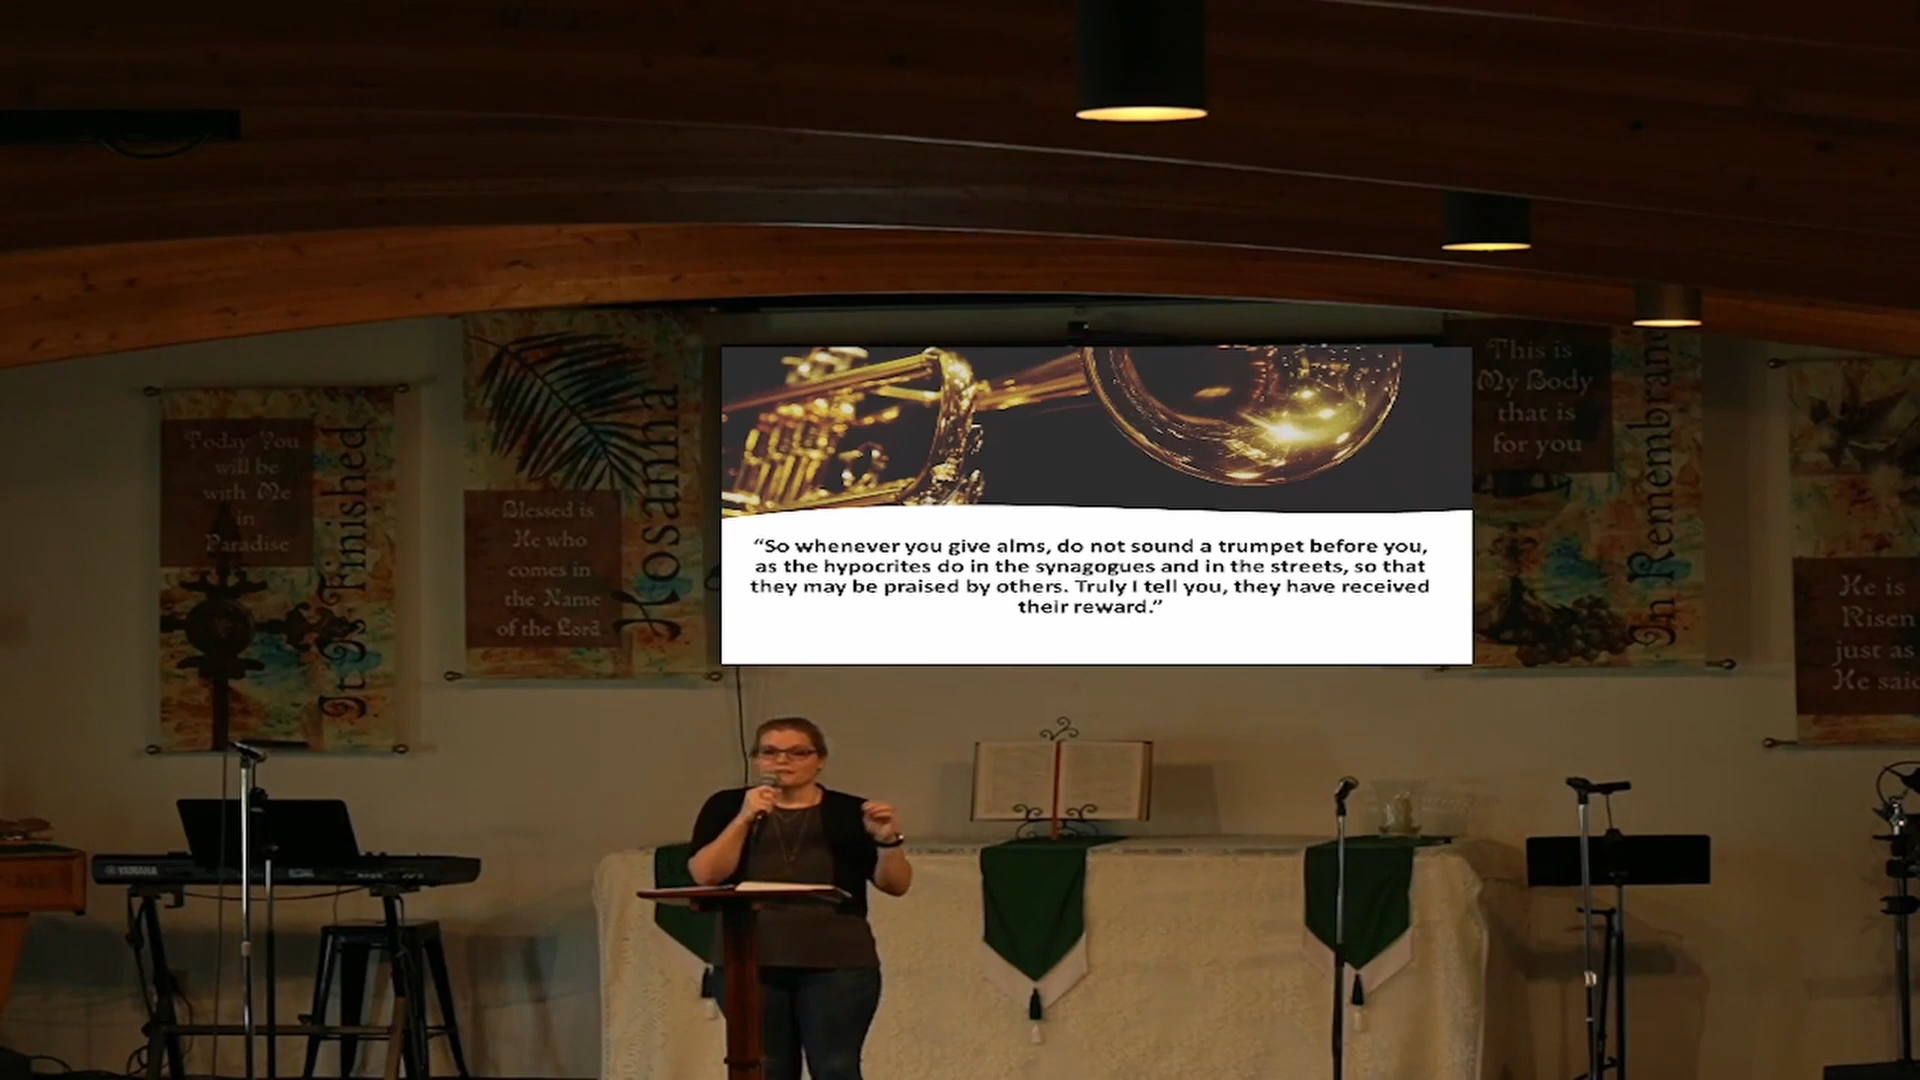 Today You
will be
with Me
in
Paradise
It Is Finished
Blessed is
He who
comes in
the Name
of the Lord
Hosanna
“So whenever you give alms, do not sound a trumpet before you,
as the hypocrites do in the synagogues and in the streets, so that
they may be praised by others. Truly I tell you, they have received
their reward.”
This is
My Body
that is
for you
In Remembran
He is
Risen
just as
He said
YAMAHA